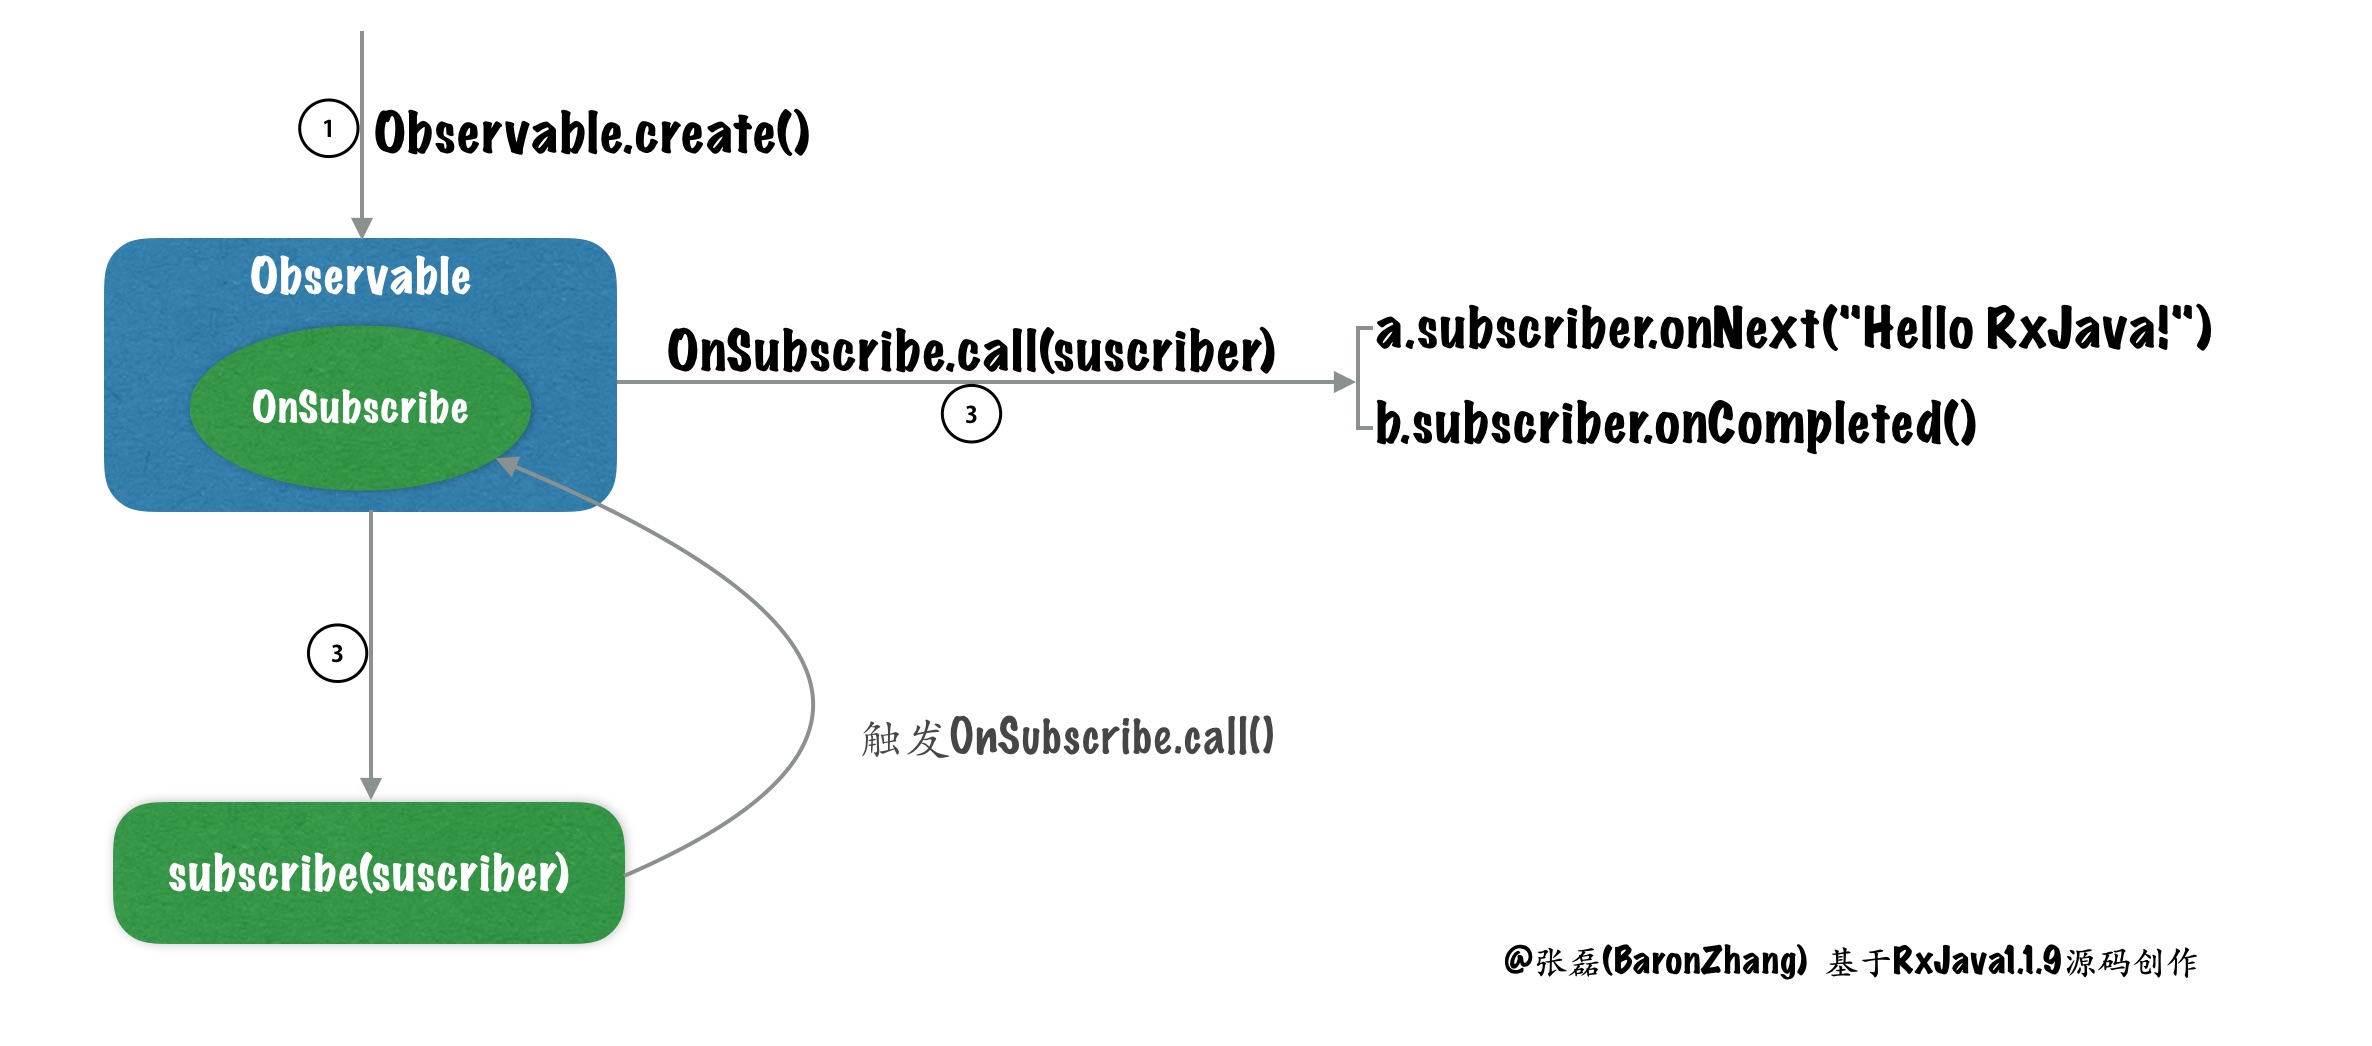 1
Observable.create()
Observable
OnSubscribe
OnSubscribe.call(suscriber)
3
a.subscriber.onNext("Hello RxJava!")
b.subscriber.onCompleted()
3
触发OnSubscribe.call()
subscribe(suscriber)
@张磊(BaronZhang) 基于RxJava1.1.9源码创作